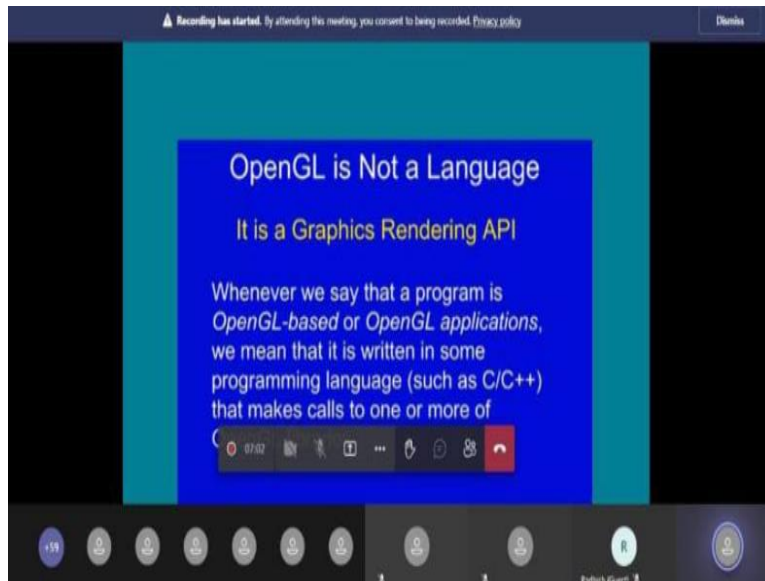 Recording has started. By attending this meeting, you consent to being recorded. Privacy policy
Dismiss
OpenGL is Not a Language
It is a Graphics Rendering API
Whenever we say that a program is
OpenGL-based or OpenGL applications,
we mean that it is written in some
programming language (such as C/C++)
that makes calls to one or more of
07:02
+59
R